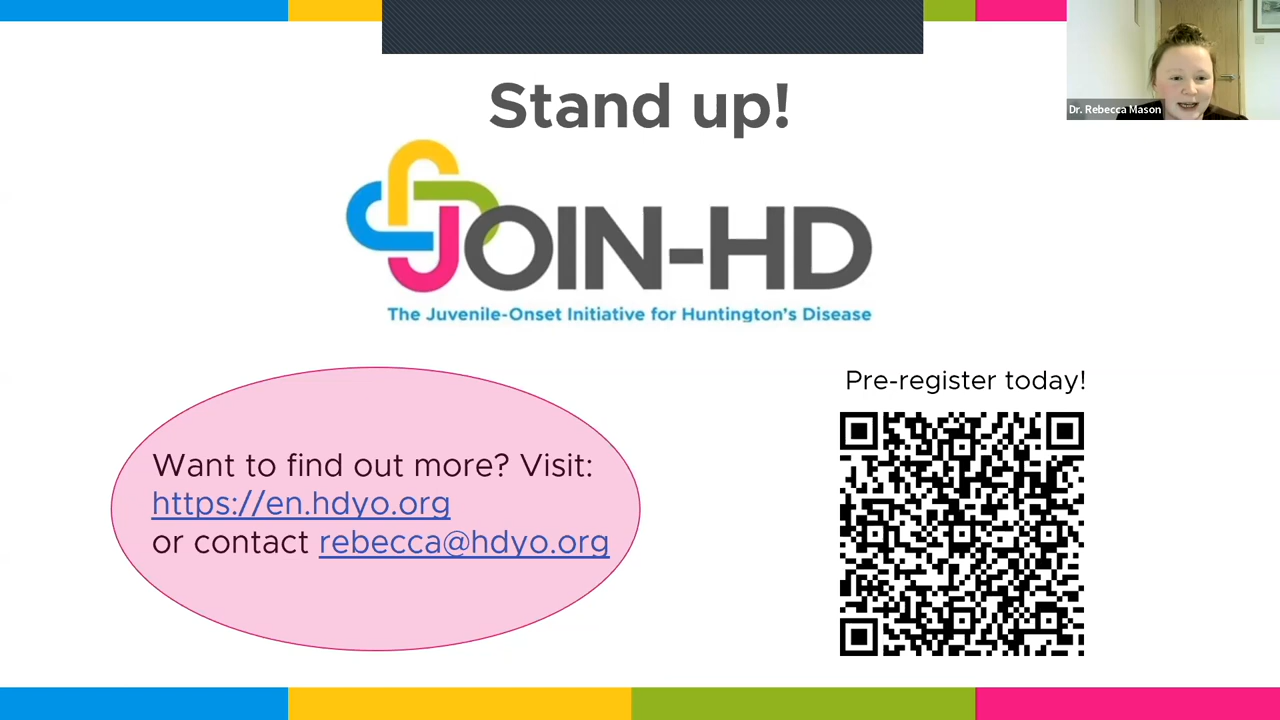 Stand up!
Dr. Rebecca Mason
JOIN-HD
The Juvenile-Onset Initiative for Huntington's Disease
Pre-register today!
Want to find out more? Visit:
https://en.hdyo.org
or contact rebecca@hdyo.org